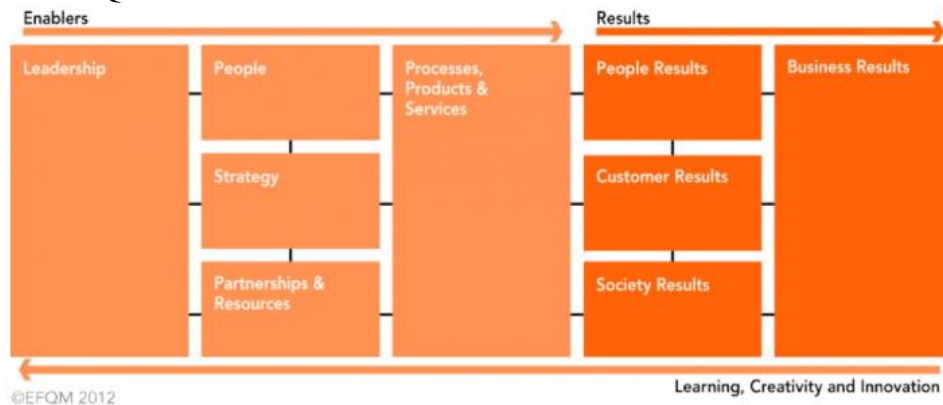 Enablers
Results
Leadership
People
Processes,
Products &
Services
People Results
Business Results
Strategy
Customer Results
Partnerships &
Resources
Society Results
Learning, Creativity and Innovation
©EFQM 2012